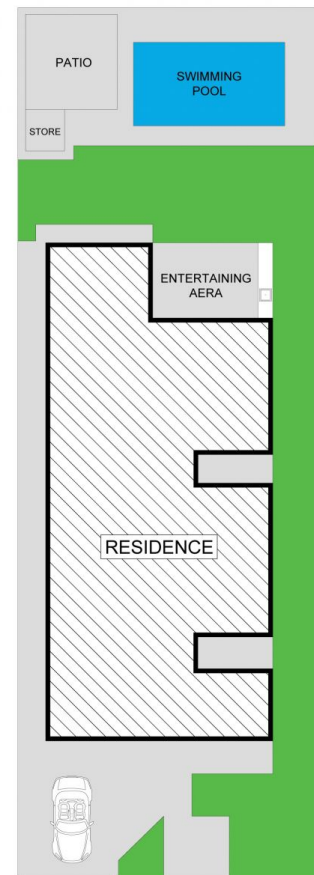 PATIO
SWIMMING
POOL
STORE
ENTERTAINING
AERA
RESIDENCE